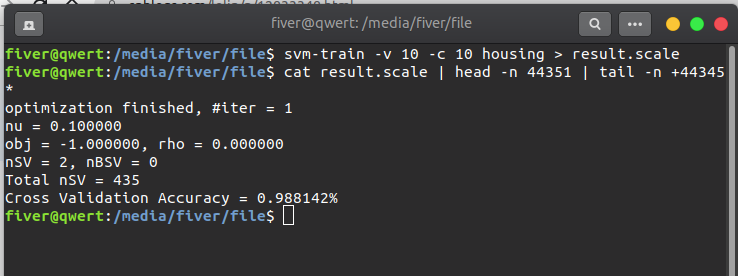 fiver@qwert: /media/fiver/file
fiver@qwert:/media/fiver/file$ svm-train -v 10 -c 10 housing > result.scale
fiver@qwert:/media/fiver/file$ cat result.scale | head -n 44351 | tail -n +44345
*
optimization finished, #iter = 1
nu = 0.100000
obj = -1.000000, rho = 0.000000
nSV = 2, nBSV = 0
Total nSV = 435
Cross Validation Accuracy = 0.988142%
fiver@qwert:/media/fiver/file$